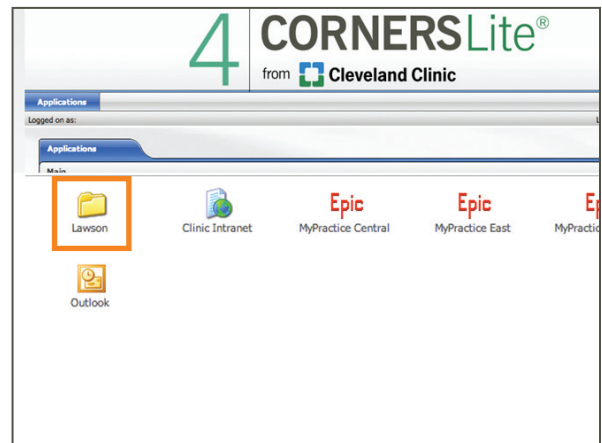 4 CORNERSLite®
from Cleveland Clinic
Applications
Logged on as: L
Applications
Main
Lawson Clinic Intranet Epic MyPractice Central Epic MyPractice East
Outlook